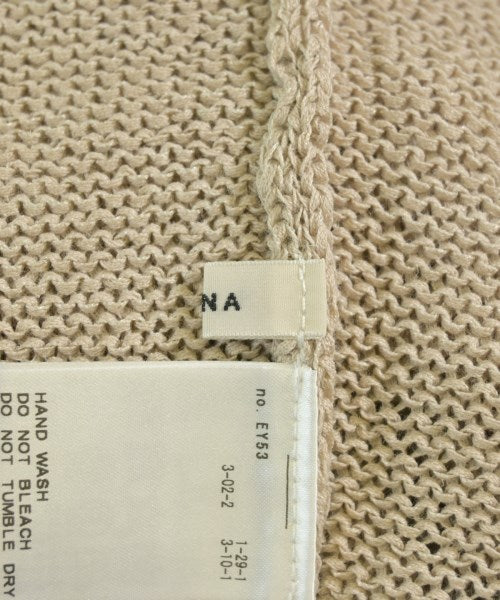 NA
no. EY53
3-02-2
1-29-1
3-10-1
HAND WASH
DO NOT BLEACH
DO NOT TUMBLE DRY